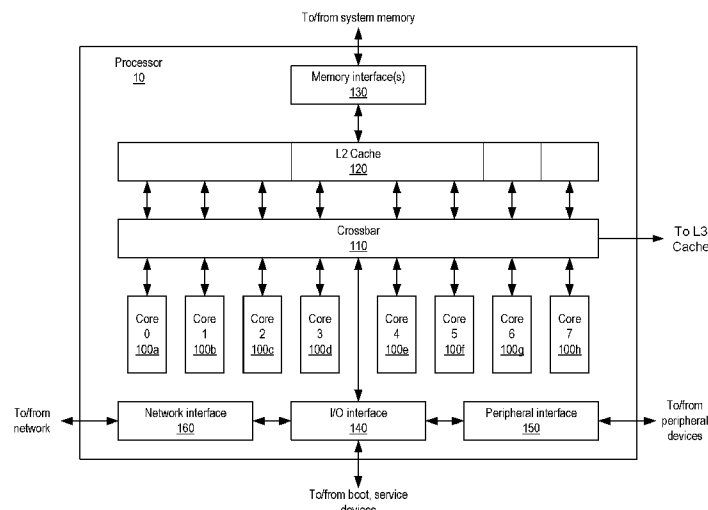 To/from system memory
Processor
10
Memory interface(s)
130
L2 Cache
120
Crossbar
110
To L3
Cache
Core
0
100a
Core
1
100b
Core
2
100c
Core
3
100d
Core
4
100e
Core
5
100f
Core
6
100g
Core
7
100h
To/from
network
Network interface
160
I/O interface
140
Peripheral interface
150
To/from
peripheral
devices
To/from boot, service
devices